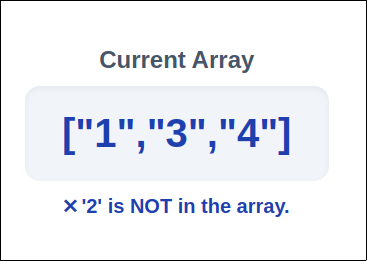 Current Array
["1","3","4"]
✕ '2' is NOT in the array.